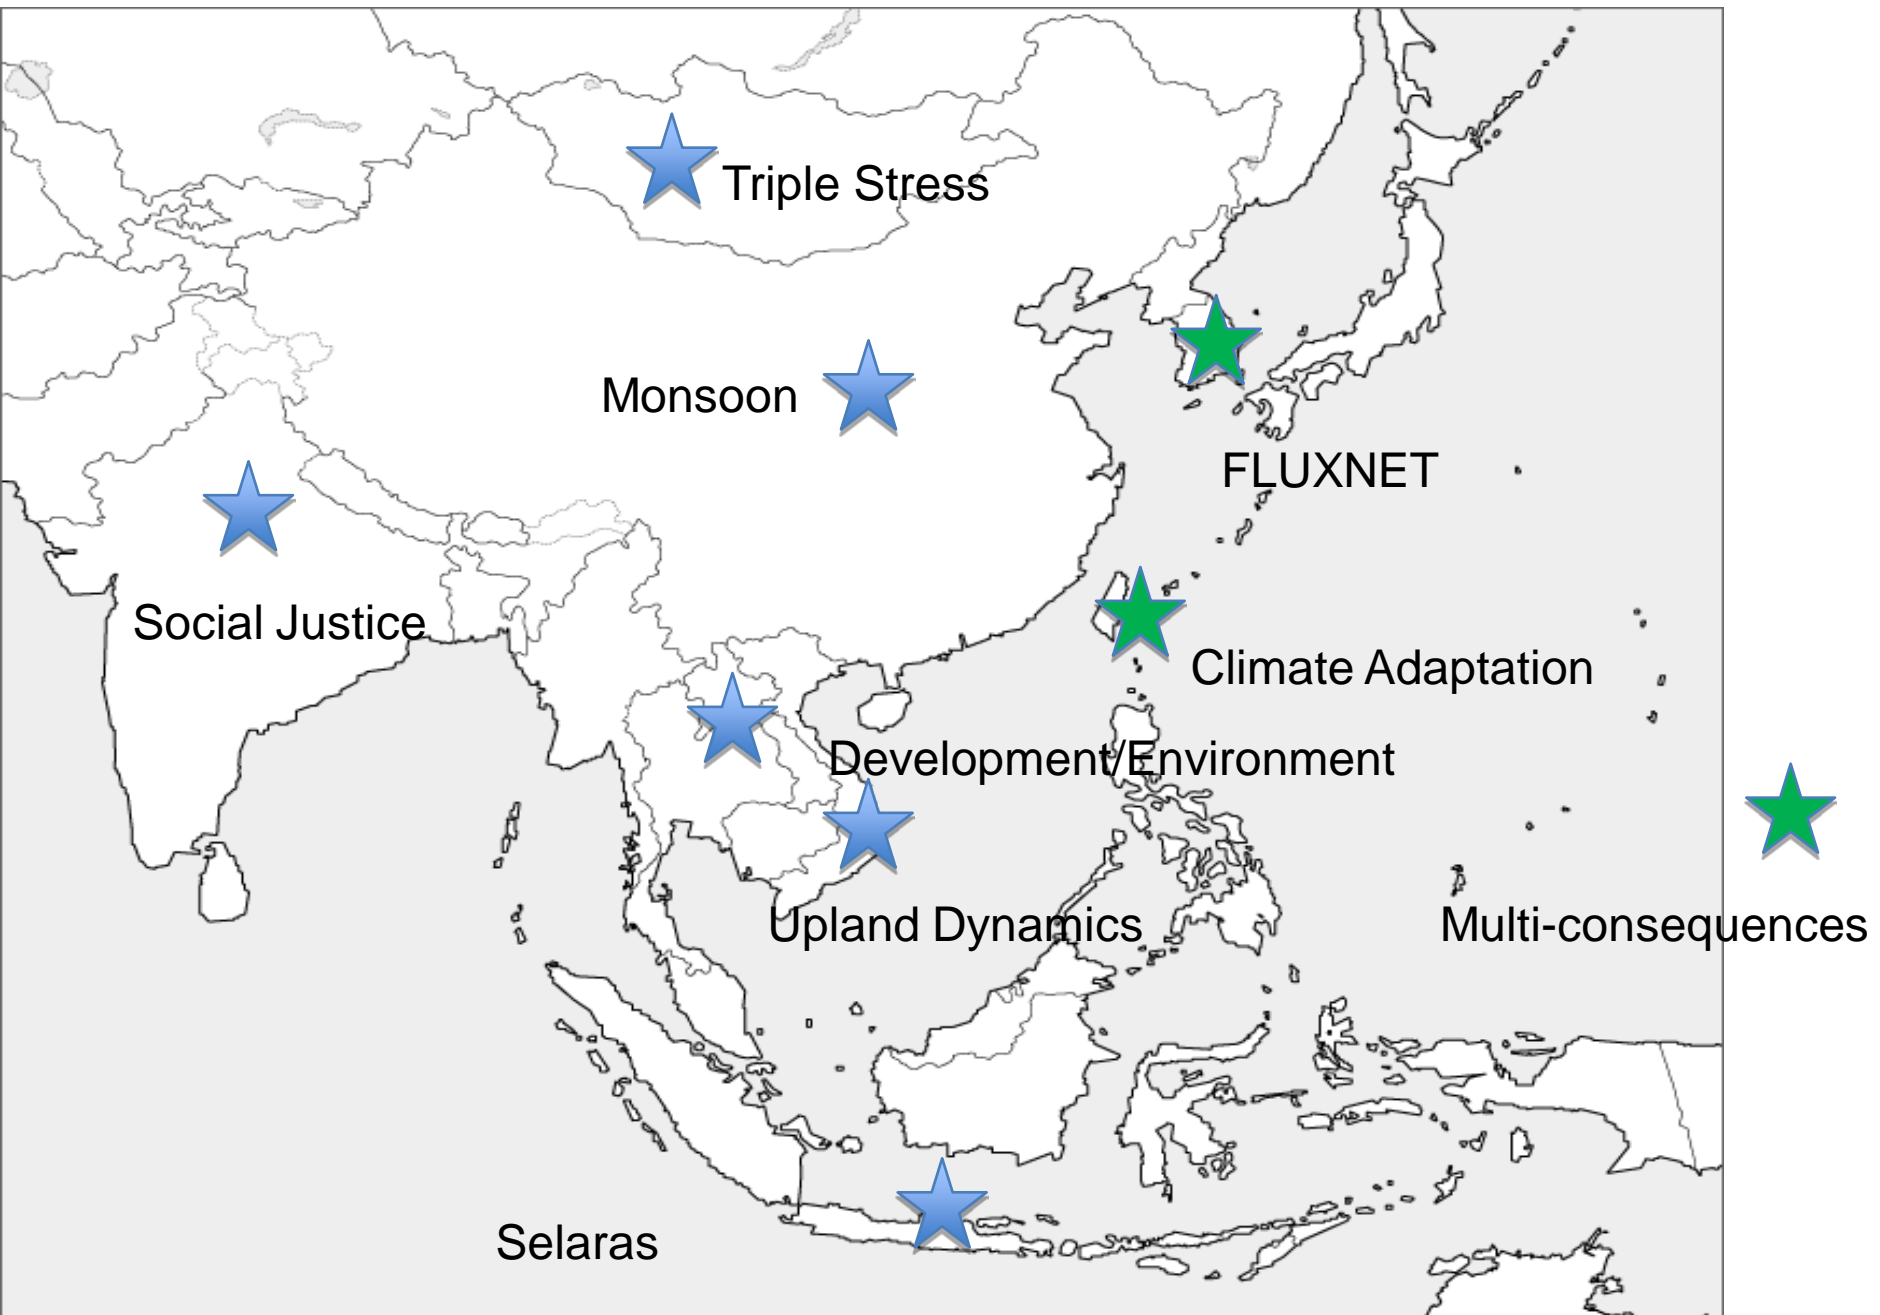 Triple Stress
Monsoon
FLUXNET
Social Justice
Climate Adaptation
Development/Environment
Upland Dynamics
Multi-consequences
Selaras